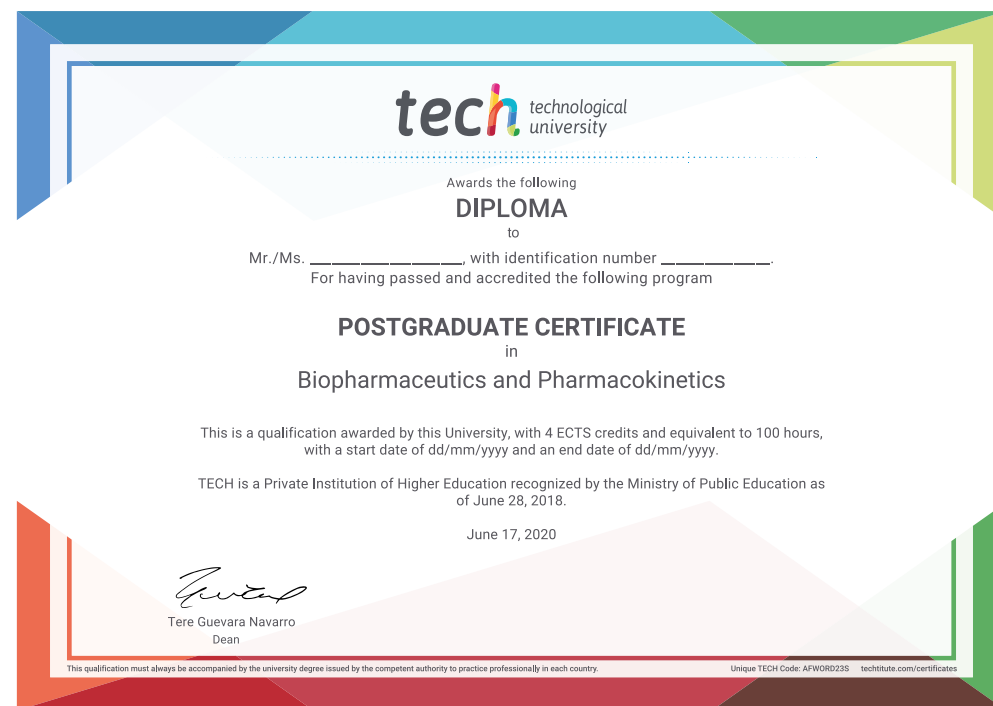 tech technological
university
Awards the following
DIPLOMA
to
Mr./Ms. ____________________, with identification number ______________.
For having passed and accredited the following program
POSTGRADUATE CERTIFICATE
in
Biopharmaceutics and Pharmacokinetics
This is a qualification awarded by this University, with 4 ECTS credits and equivalent to 100 hours,
with a start date of dd/mm/yyyy and an end date of dd/mm/yyyy.
TECH is a Private Institution of Higher Education recognized by the Ministry of Public Education as
of June 28, 2018.
June 17, 2020
Tere Guevara Navarro
Dean
This qualification must always be accompanied by the university degree issued by the competent authority to practice professionally in each country.
Unique TECH Code: AFWORD23S techtitute.com/certificates